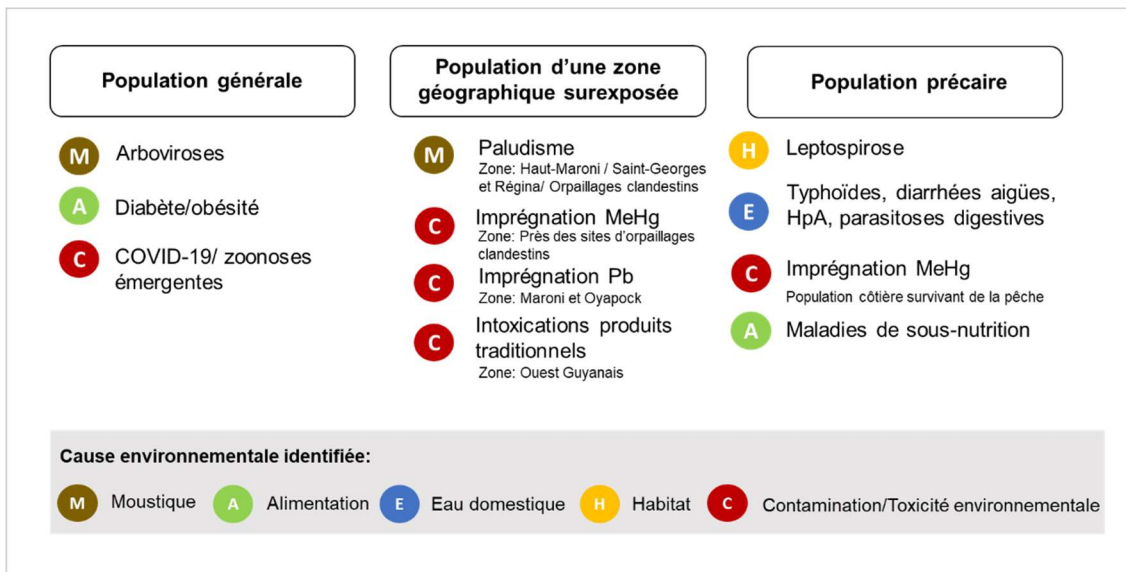 Population générale
M Arboviroses
A Diabète/obésité
C COVID-19/ zoonoses
émergentes
Population d’une zone
géographique surexposée
M Paludisme
Zone: Haut-Maroni / Saint-Georges
et Régina/ Orpaillages clandestins
C Imprégnation MeHg
Zone: Près des sites d’orpaillages
clandestins
C Imprégnation Pb
Zone: Maroni et Oyapock
C Intoxications produits
traditionnels
Zone: Ouest Guyanais
Population précaire
H Leptospirose
E Typhoïdes, diarrhées aigües,
HpA, parasitoses digestives
C Imprégnation MeHg
Population côtière survivant de la pêche
A Maladies de sous-nutrition
Cause environnementale identifiée:
M Moustique A Alimentation E Eau domestique H Habitat C Contamination/Toxicité environnementale